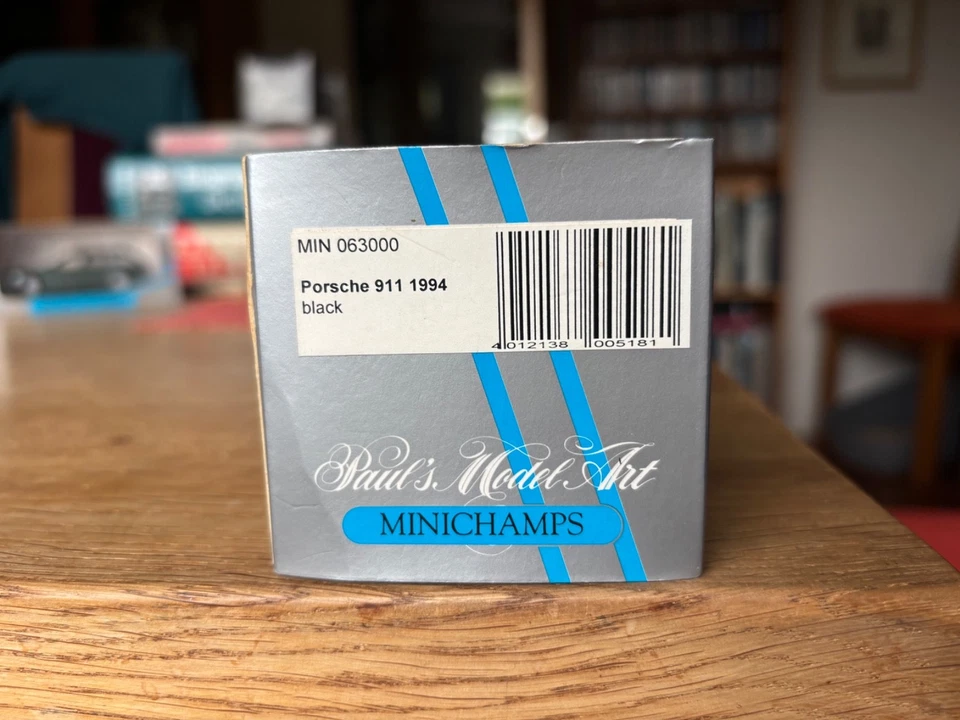 MIN 063000
Porsche 911 1994
black
4 012138 005181
Paul's Model Art
MINICHAMPS